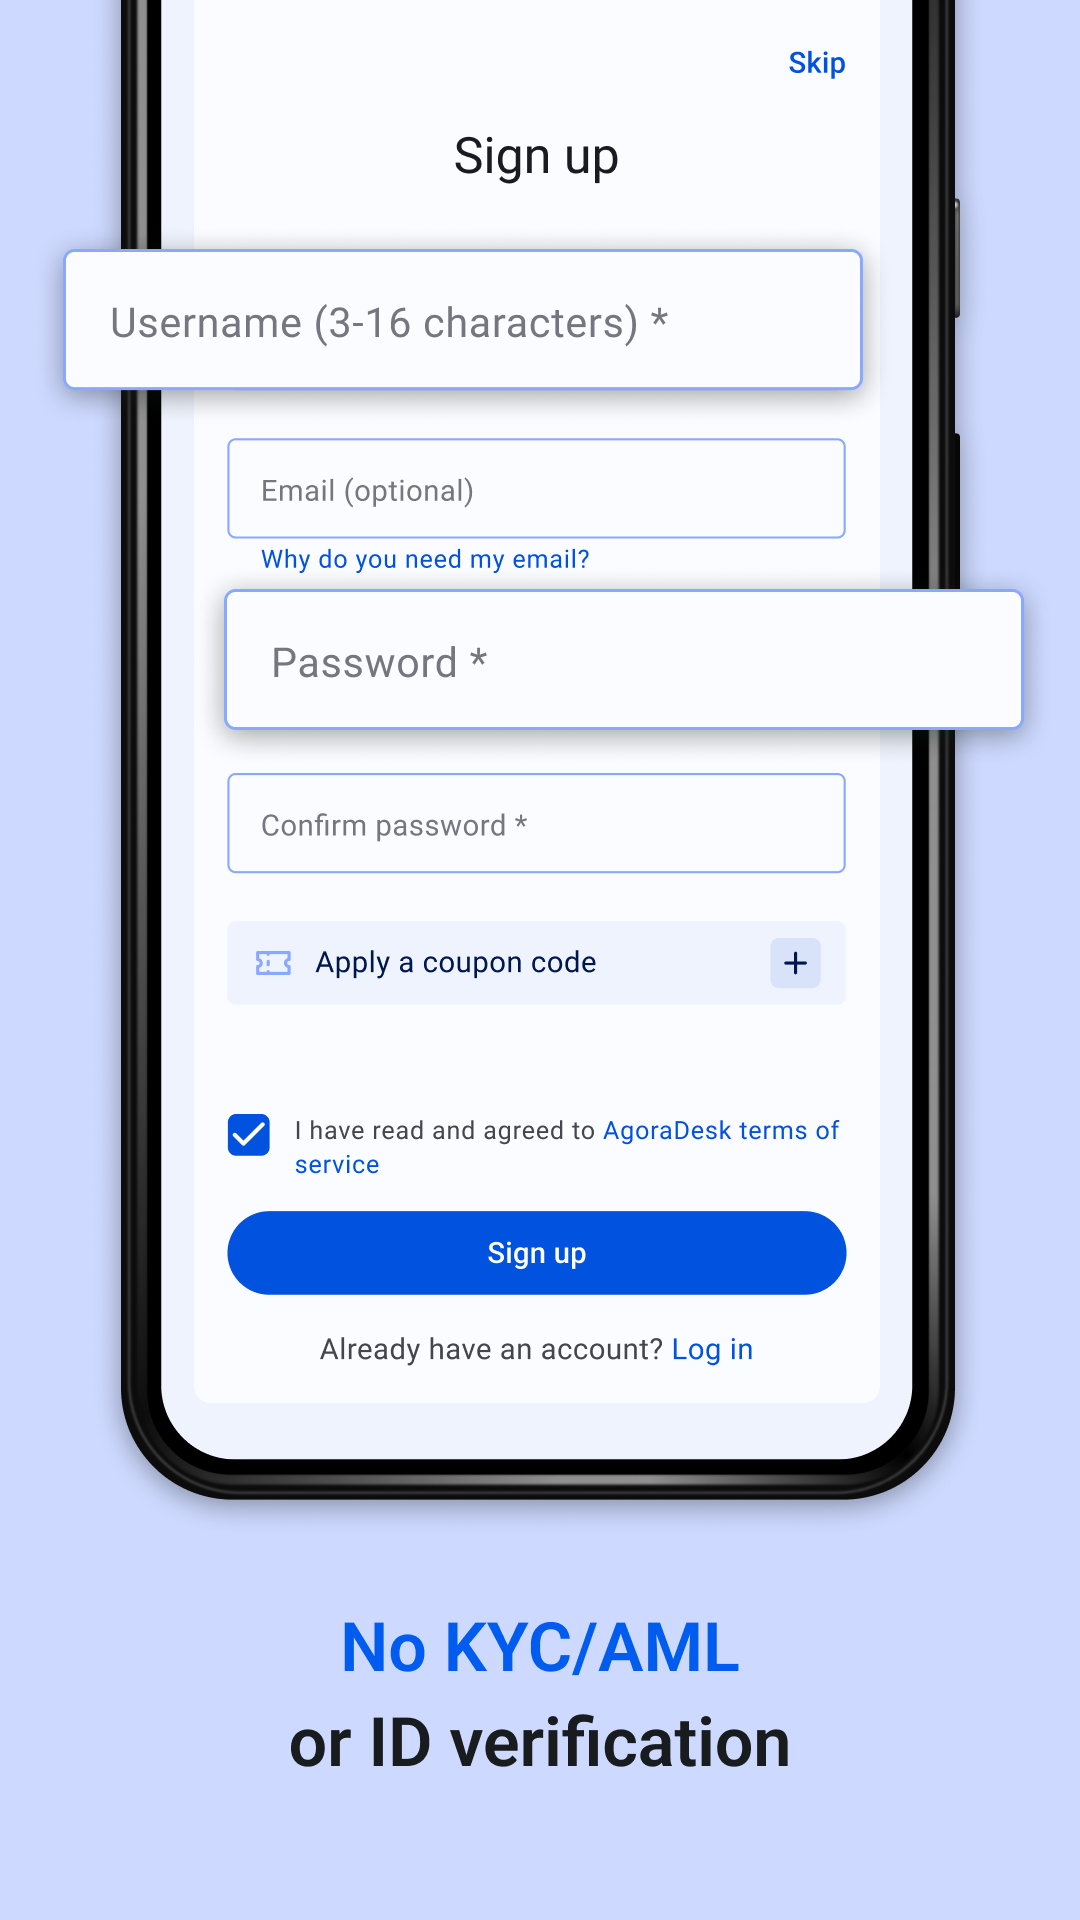 Skip
Sign up
Username (3-16 characters) *
Email (optional)
Why do you need my email?
Password *
Confirm password *
Apply a coupon code
I have read and agreed to AgoraDesk terms of
service
Sign up
Already have an account? Log in
No KYC/AML
or ID verification